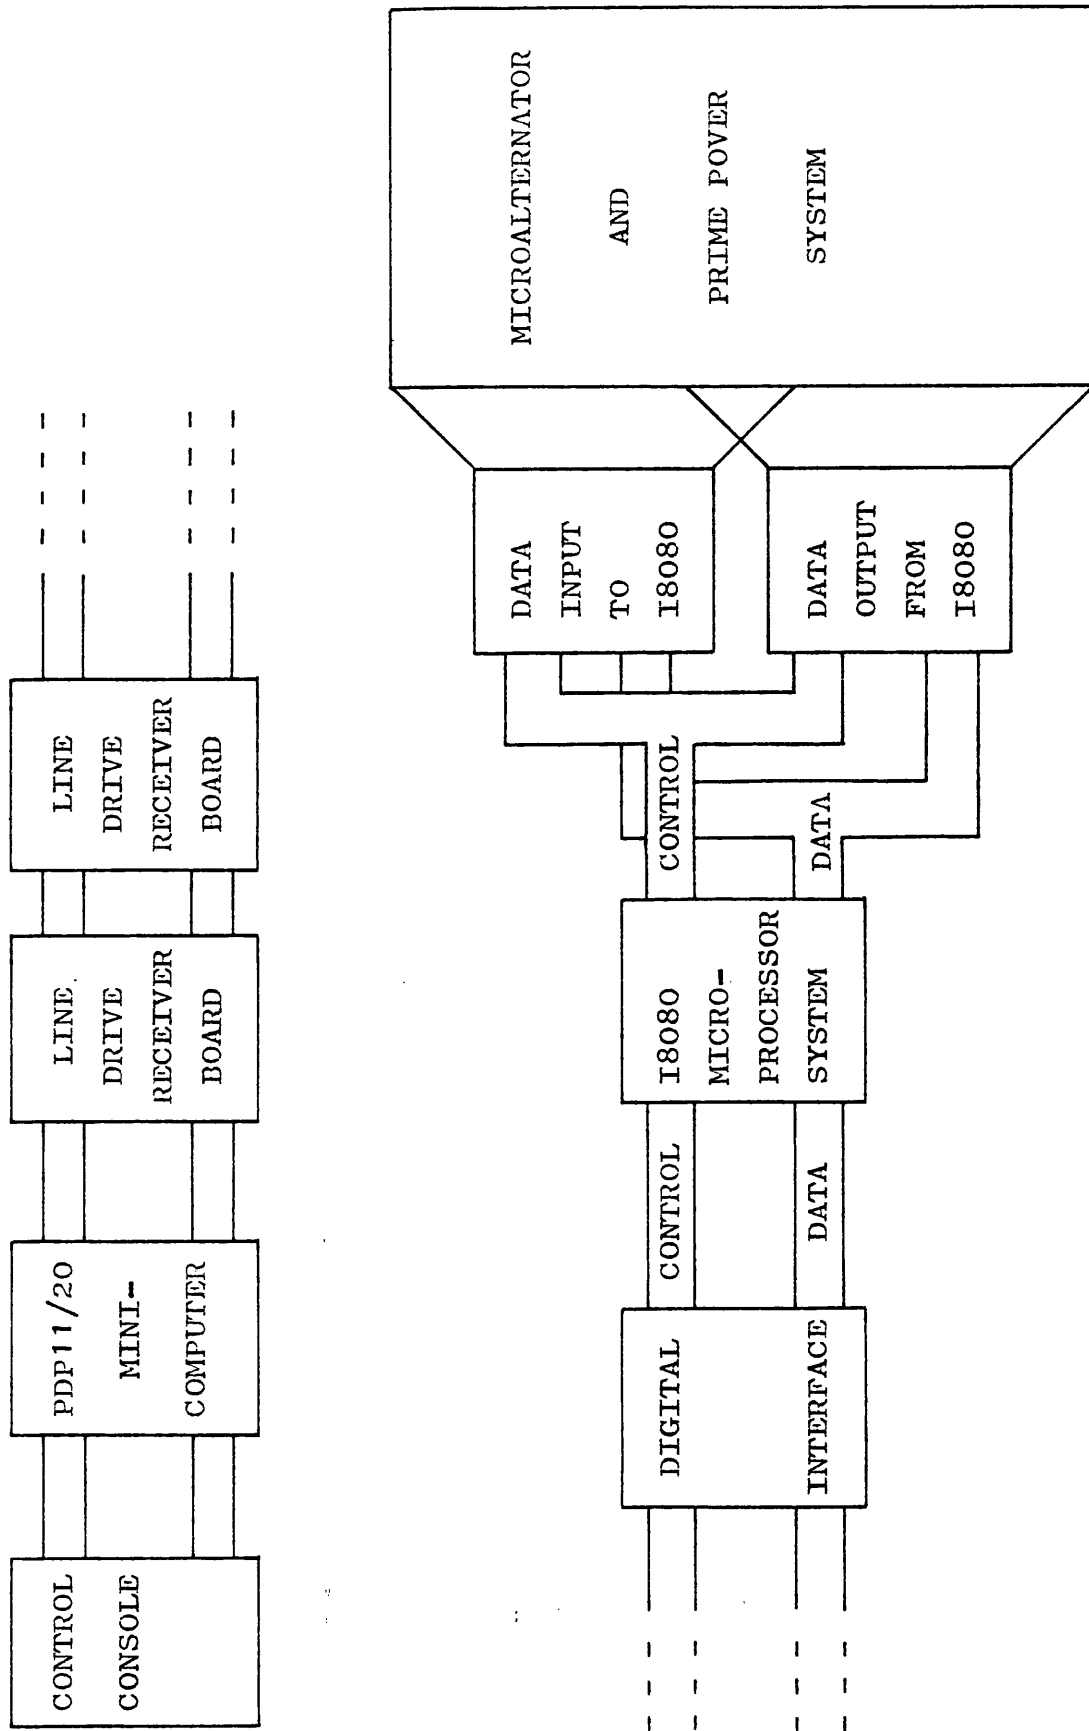 CONTROL
CONSOLE
PDP11/20
MINI-
COMPUTER
LINE
DRIVE
RECEIVER
BOARD
LINE
DRIVE
RECEIVER
BOARD
DIGITAL
INTERFACE
CONTROL
DATA
I8080
MICRO-
PROCESSOR
SYSTEM
CONTROL
DATA
DATA
INPUT
TO
I8080
DATA
OUTPUT
FROM
I8080
MICROALTERNATOR
AND
PRIME POVER
SYSTEM